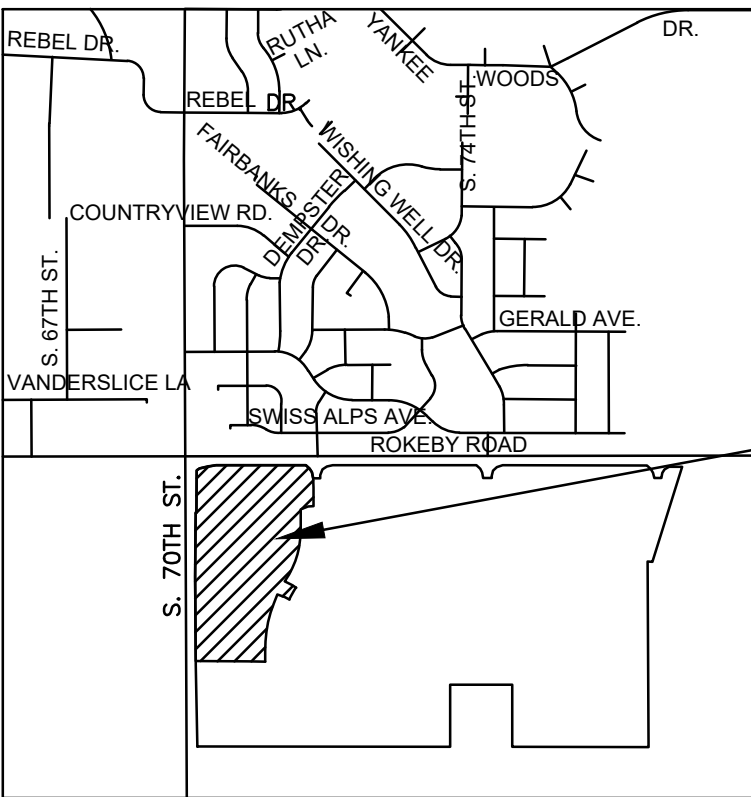 REBEL DR.
RUTHA
LN.
YANKEE
DR.
WOODS
REBEL DR
S. 74TH ST.
FAIRBANKS DR.
WISHING WELL DR.
DEMPSTER
DR.
COUNTRYVIEW RD.
S. 67TH ST.
GERALD AVE.
VANDERSLICE LA
SWISS ALPS AVE.
ROKEBY ROAD
S. 70TH ST.